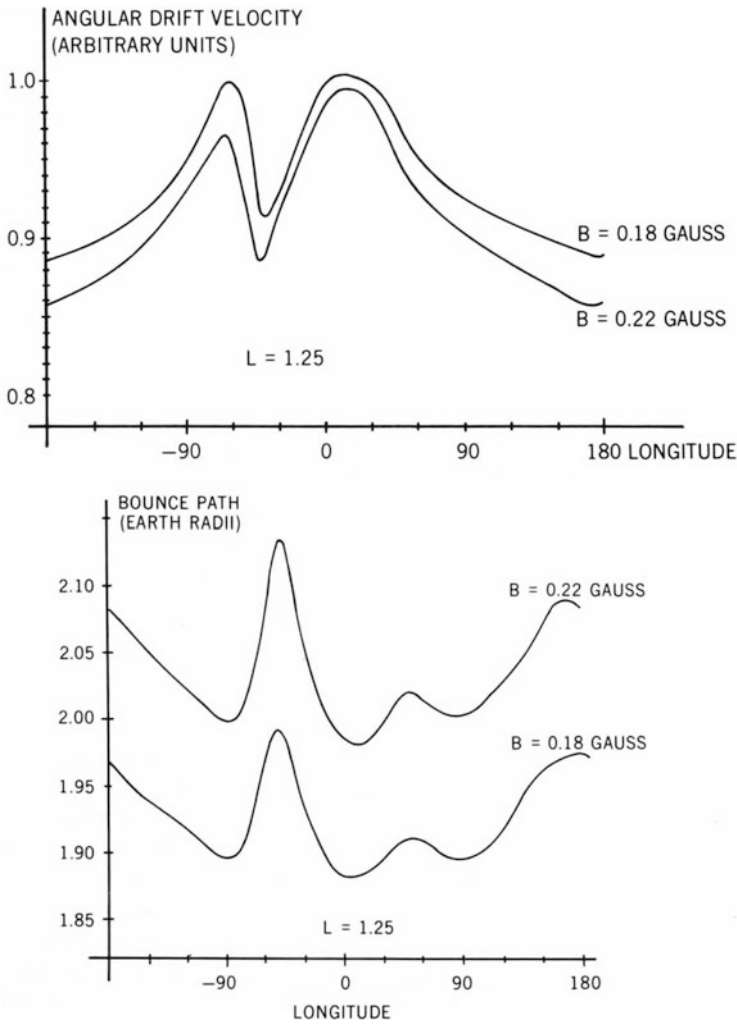 ANGULAR DRIFT VELOCITY
(ARBITRARY UNITS)
1.0
0.9
0.8
B = 0.18 GAUSS
B = 0.22 GAUSS
L = 1.25
−90
0
90
180 LONGITUDE
BOUNCE PATH
(EARTH RADII)
2.10
2.05
2.00
1.95
1.90
1.85
B = 0.22 GAUSS
B = 0.18 GAUSS
L = 1.25
−90
0
90
180
LONGITUDE